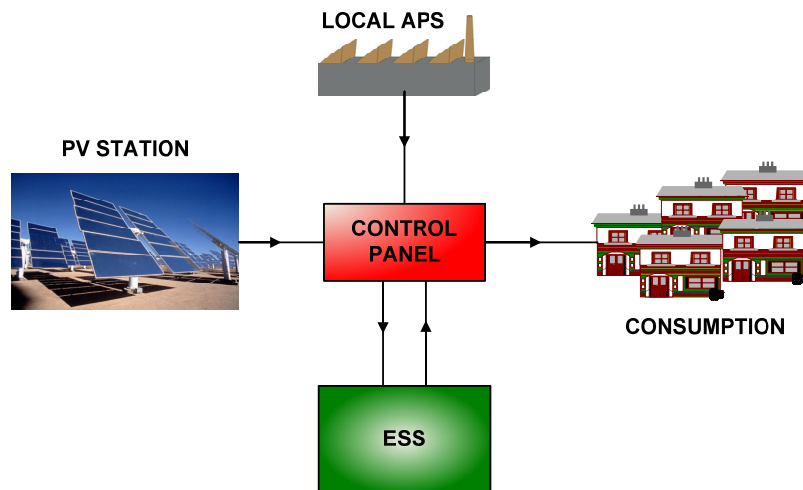 LOCAL APS
PV STATION
CONTROL
PANEL
CONSUMPTION
ESS